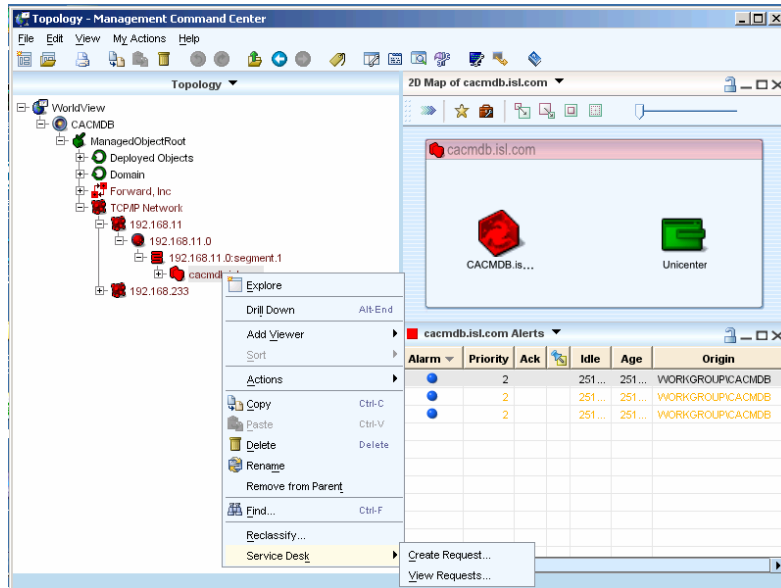 Topology - Management Command Center
File Edit View My Actions Help
Topology
WorldView
CACMDB
ManagedObjectRoot
Deployed Objects
Domain
Forward, Inc
TCP/IP Network
192.168.11
192.168.11.0
192.168.11.0:segment.1
192.168.233
Explore
Drill Down Alt-End
Add Viewer
Sort
Actions
Copy Ctrl-C
Paste Ctrl-V
Delete Delete
Rename
Remove from Parent
Find... Ctrl-F
Reclassify...
Service Desk
Create Request...
View Requests...
2D Map of cacmdb.isl.com
cacmdb.isl.com
CACMDB.is...
Unicenter
cacmdb.isl.com Alerts
Alarm Priority Ack Idle Age Origin
2 251... 251... WORKGROUP\CACMDB
2 251... 251... WORKGROUP\CACMDB
2 251... 251... WORKGROUP\CACMDB